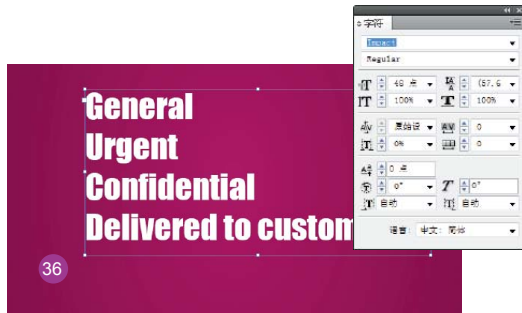 字符
Impact
Regular
48 点 (57.6
100% 100%
原始设 0
0% 0
0 点
0° 0°
自动 自动
语言: 中文: 简体
General
Urgent
Confidential
Delivered to custom
36